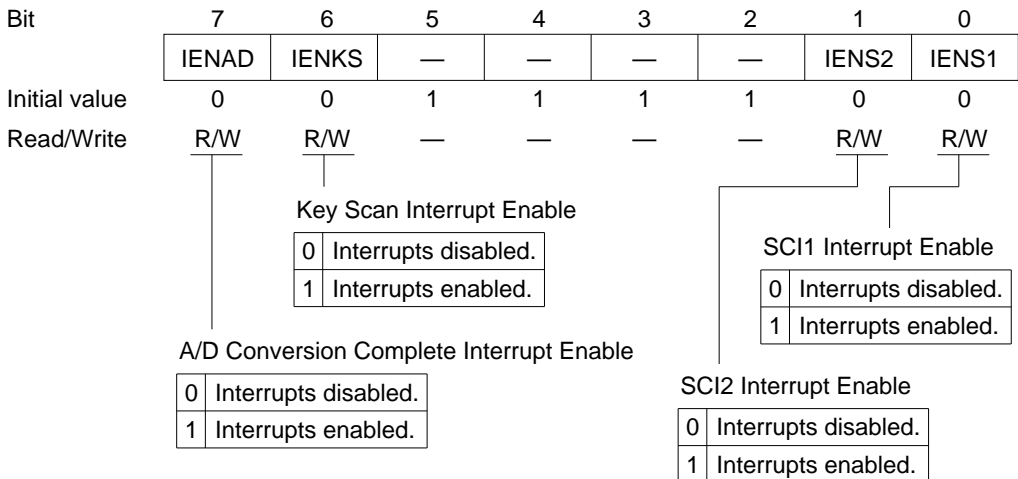 Bit 7 6 5 4 3 2 1 0
IENAD IENKS — — — — IENS2 IENS1
Initial value 0 0 1 1 1 1 0 0
Read/Write R/W R/W — — — — R/W R/W
Key Scan Interrupt Enable
0 Interrupts disabled.
1 Interrupts enabled.
SCI1 Interrupt Enable
0 Interrupts disabled.
1 Interrupts enabled.
A/D Conversion Complete Interrupt Enable
0 Interrupts disabled.
1 Interrupts enabled.
SCI2 Interrupt Enable
0 Interrupts disabled.
1 Interrupts enabled.